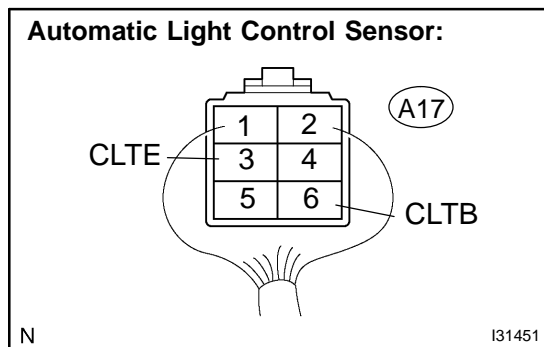 Automatic Light Control Sensor:
A17
1 2
CLTE 3 4
5 6 CLTB
N I31451